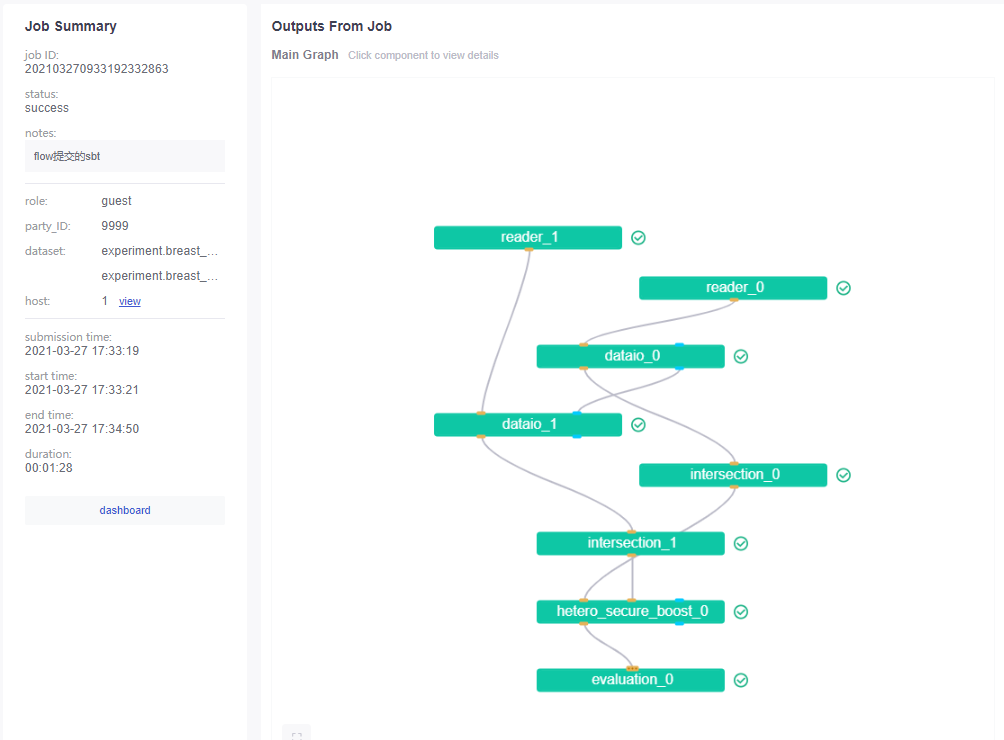 Job Summary
job ID:
202103270933192332863
status:
success
notes:
flow提交的sbt
role: guest
party_ID: 9999
dataset: experiment.breast_...
experiment.breast_...
host: 1 view
submission time:
2021-03-27 17:33:19
start time:
2021-03-27 17:33:21
end time:
2021-03-27 17:34:50
duration:
00:01:28
dashboard
Outputs From Job
Main Graph Click component to view details
reader_1
reader_0
dataio_0
dataio_1
intersection_0
intersection_1
hetero_secure_boost_0
evaluation_0